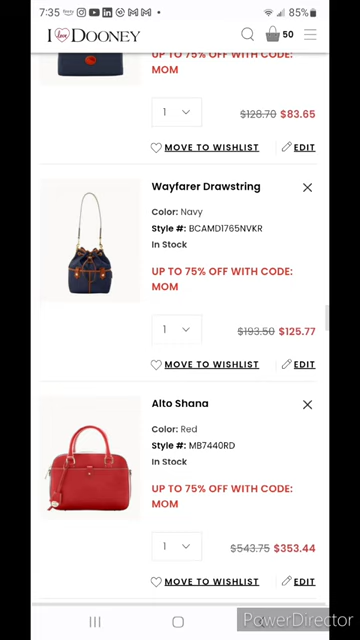 7:35
85%
I love DOONEY
50
UP TO 75% OFF WITH CODE:
MOM
1
$128.70 $83.65
MOVE TO WISHLIST
EDIT
Wayfarer Drawstring
Color: Navy
Style #: BCAMD1765NVKR
In Stock
UP TO 75% OFF WITH CODE:
MOM
1
$193.50 $125.77
MOVE TO WISHLIST
EDIT
Alto Shana
Color: Red
Style #: MB7440RD
In Stock
UP TO 75% OFF WITH CODE:
MOM
1
$543.75 $353.44
MOVE TO WISHLIST
EDIT
PowerDirector